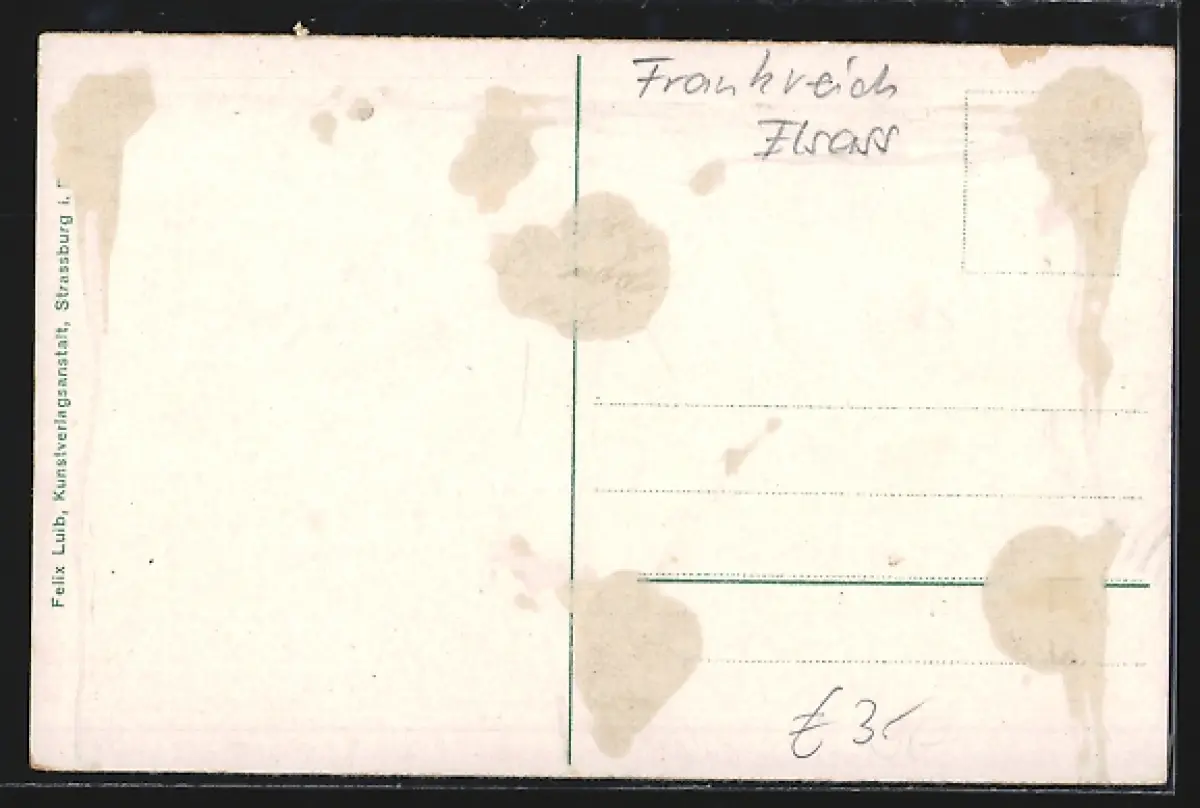 Frankreich
Elsass
Felix Luib, Kunstverlagsanstalt, Strassburg i.
€ 3,-